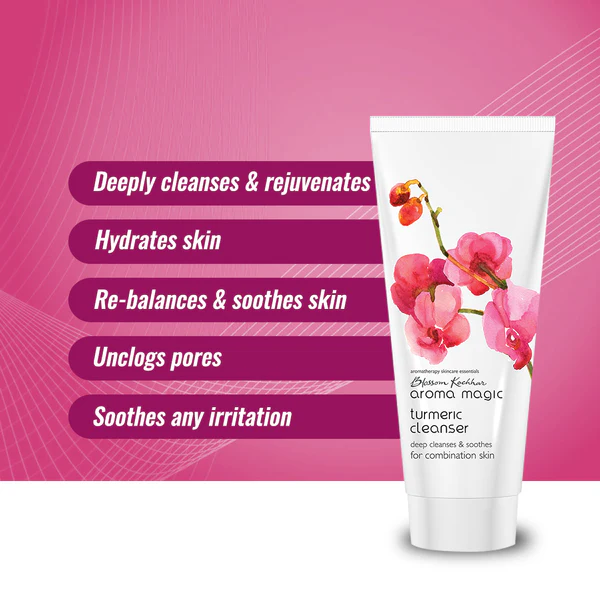 Deeply cleanses & rejuvenates
Hydrates skin
Re-balances & soothes skin
Unclogs pores
Soothes any irritation
aromatherapy skincare essentials
Blossom Kochhar
aroma magic
turmeric
cleanser
deep cleanses & soothes
for combination skin